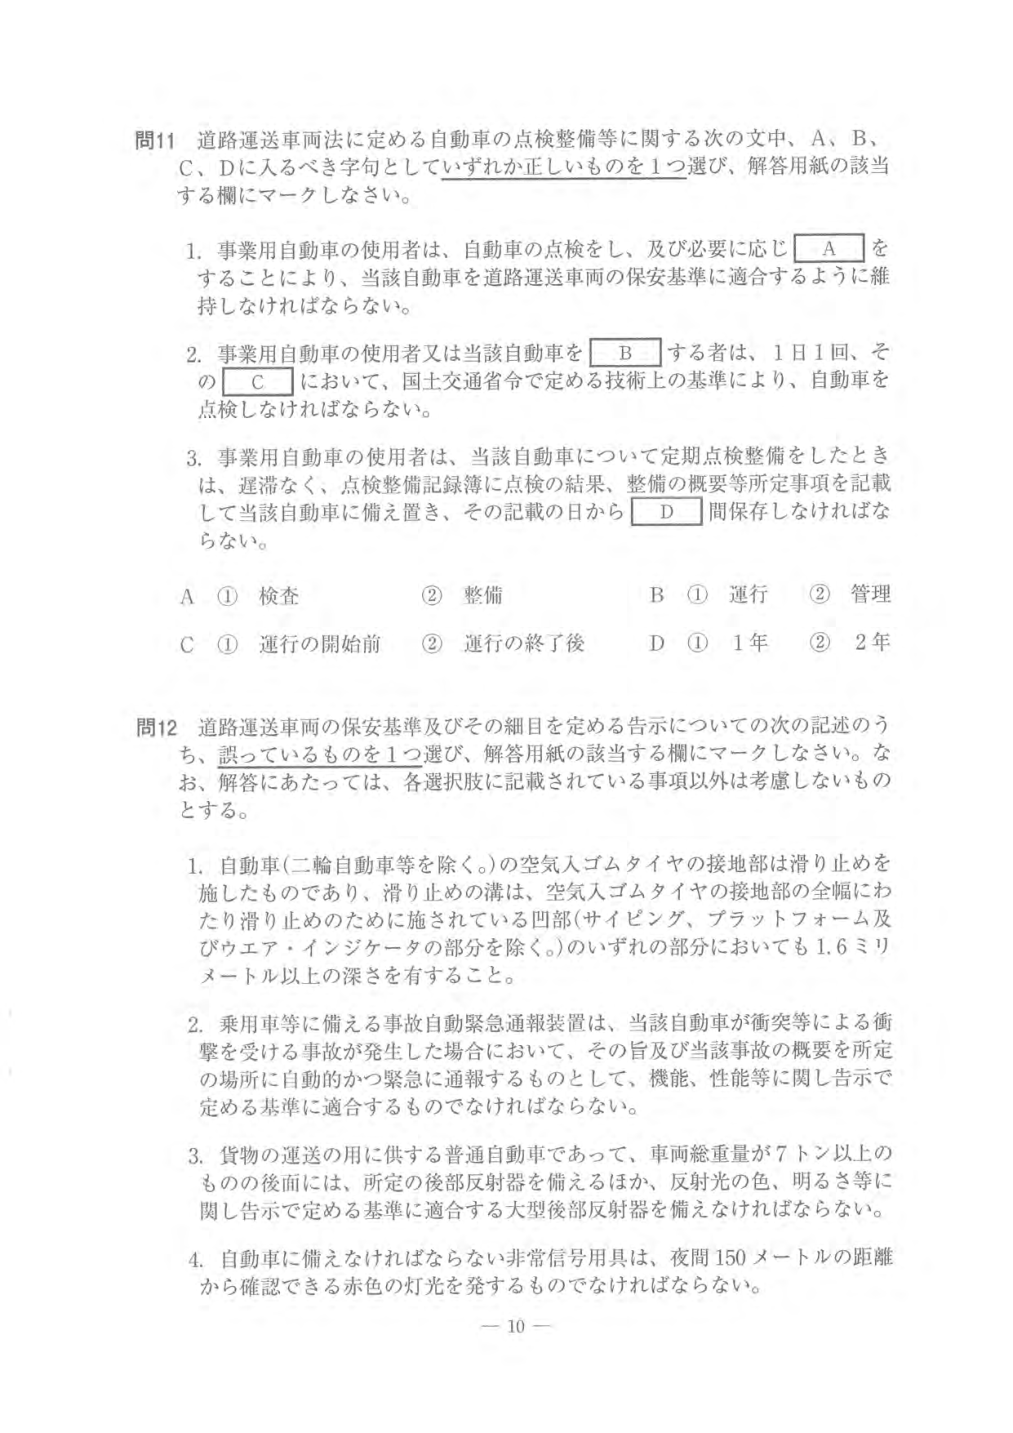 問11 道路運送車両法に定める自動車の点検整備等に関する次の文中、A、B、
C、Dに入るべき字句としていずれか正しいものを1つ選び、解答用紙の該当
する欄にマークしなさい。
1. 事業用自動車の使用者は、自動車の点検をし、及び必要に応じ A を
することにより、当該自動車を道路運送車両の保安基準に適合するように維
持しなければならない。
2. 事業用自動車の使用者又は当該自動車を B する者は、1日1回、そ
の C において、国土交通省令で定める技術上の基準により、自動車を
点検しなければならない。
3. 事業用自動車の使用者は、当該自動車について定期点検整備をしたとき
は、遅滞なく、点検整備記録簿に点検の結果、整備の概要等所定事項を記載
して当該自動車に備え置き、その記載の日から D 間保存しなければな
らない。
A ① 検査 ② 整備 B ① 運行 ② 管理
C ① 運行の開始前 ② 運行の終了後 D ① 1年 ② 2年
問12 道路運送車両の保安基準及びその細目を定める告示についての次の記述のう
ち、誤っているものを1つ選び、解答用紙の該当する欄にマークしなさい。な
お、解答にあたっては、各選択肢に記載されている事項以外は考慮しないもの
とする。
1. 自動車(二輪自動車等を除く。)の空気入ゴムタイヤの接地部は滑り止めを
施したものであり、滑り止めの溝は、空気入ゴムタイヤの接地部の全幅にわ
たり滑り止めのために施されている凹部(サイピング、プラットフォーム及
びウエア・インジケータの部分を除く。)のいずれの部分においても1.6ミリ
メートル以上の深さを有すること。
2. 乗用車等に備える事故自動緊急通報装置は、当該自動車が衝突等による衝
撃を受ける事故が発生した場合において、その旨及び当該事故の概要を所定
の場所に自動的かつ緊急に通報するものとして、機能、性能等に関し告示で
定める基準に適合するものでなければならない。
3. 貨物の運送の用に供する普通自動車であって、車両総重量が7トン以上の
ものの後面には、所定の後部反射器を備えるほか、反射光の色、明るさ等に
関し告示で定める基準に適合する大型後部反射器を備えなければならない。
4. 自動車に備えなければならない非常信号用具は、夜間150メートルの距離
から確認できる赤色の灯光を発するものでなければならない。
― 10 ―